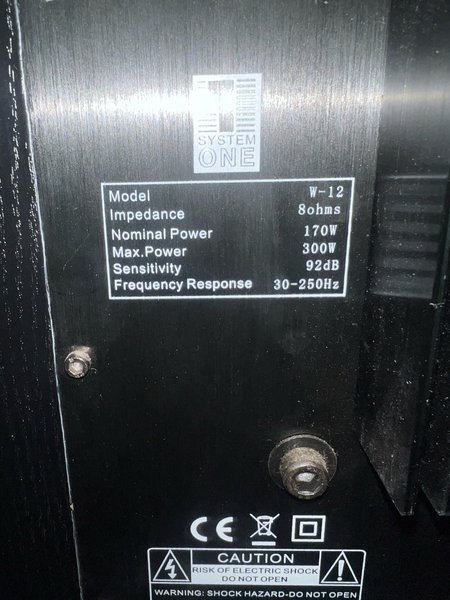 SYSTEM
ONE
Model W-12
Impedance 8ohms
Nominal Power 170W
Max.Power 300W
Sensitivity 92dB
Frequency Response 30-250Hz
CE
CAUTION
RISK OF ELECTRIC SHOCK
DO NOT OPEN
WARNING: SHOCK HAZARD-DO NOT OPEN